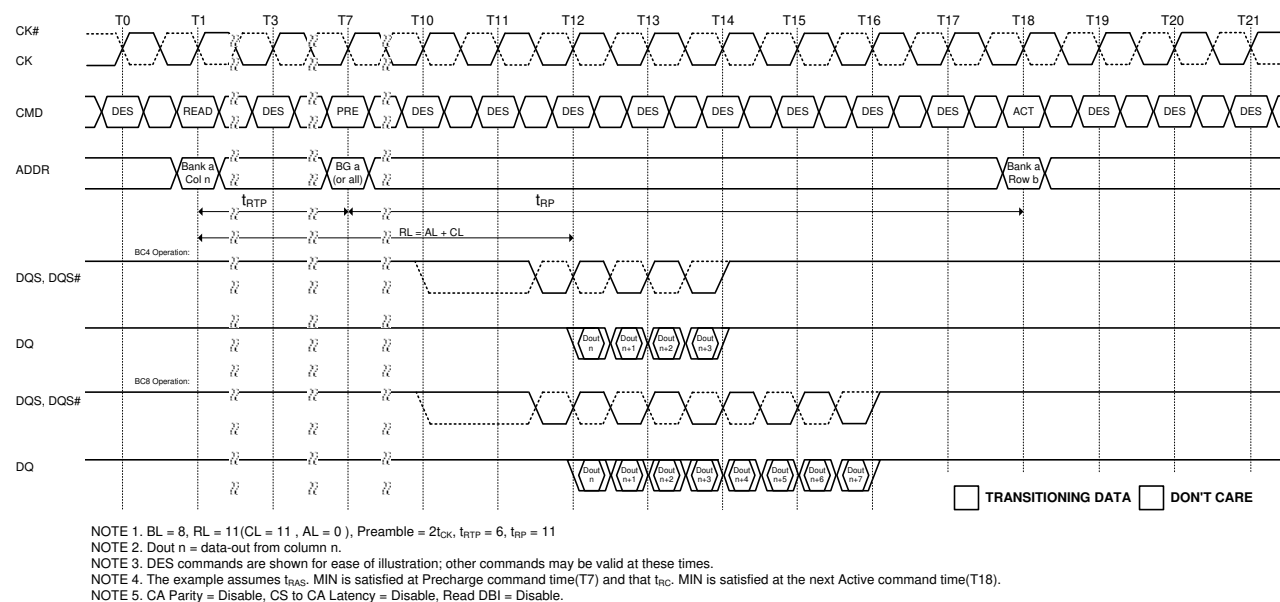 T0 T1 T3 T7 T10 T11 T12 T13 T14 T15 T16 T17 T18 T19 T20 T21
CK#
CK
CMD DES READ DES PRE DES DES DES DES DES DES DES DES ACT DES DES DES
ADDR
Bank a
Col n
BG a
(or all)
Bank a
Row b
tRTP
tRP
RL = AL + CL
BC4 Operation:
DQS, DQS#
DQ
Dout n
Dout n+1
Dout n+2
Dout n+3
BC8 Operation:
DQS, DQS#
DQ
Dout n
Dout n+1
Dout n+2
Dout n+3
Dout n+4
Dout n+5
Dout n+6
Dout n+7
TRANSITIONING DATA DON'T CARE
NOTE 1. BL = 8, RL = 11(CL = 11 , AL = 0 ), Preamble = 2tCK, tRTP = 6, tRP = 11
NOTE 2. Dout n = data-out from column n.
NOTE 3. DES commands are shown for ease of illustration; other commands may be valid at these times.
NOTE 4. The example assumes tRAS. MIN is satisfied at Precharge command time(T7) and that tRC. MIN is satisfied at the next Active command time(T18).
NOTE 5. CA Parity = Disable, CS to CA Latency = Disable, Read DBI = Disable.